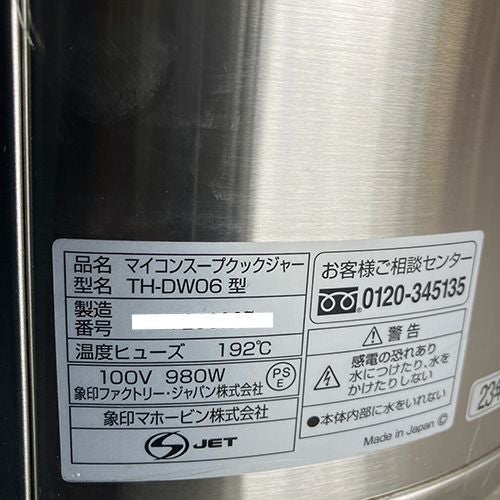 品名 マイコンスープクックジャー
型名 TH-DW06 型
製造
番号
温度ヒューズ 192℃
100V 980W
PS
E
象印ファクトリー・ジャパン株式会社
象印マホービン株式会社
JET
お客様ご相談センター
0120-345135
警告
感電の恐れあり
水につけたり、水を
かけたりしない
●本体内部に水をいれない
Made in Japan Ⓒ